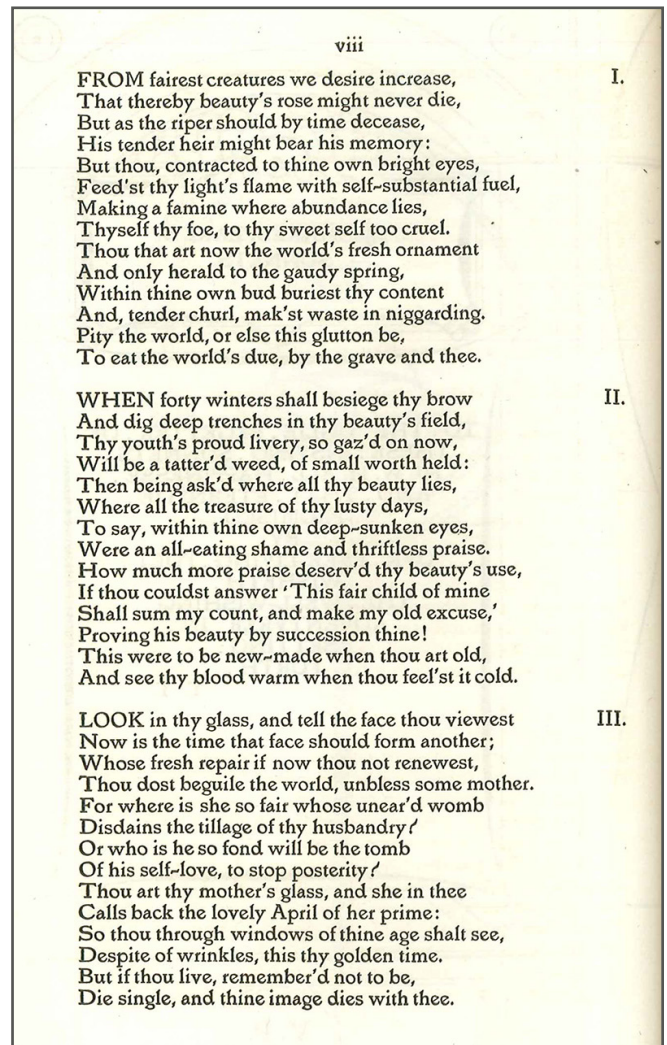 viii
FROM fairest creatures we desire increase, I.
That thereby beauty's rose might never die,
But as the riper should by time decease,
His tender heir might bear his memory:
But thou, contracted to thine own bright eyes,
Feed'st thy light's flame with self-substantial fuel,
Making a famine where abundance lies,
Thyself thy foe, to thy sweet self too cruel.
Thou that art now the world's fresh ornament
And only herald to the gaudy spring,
Within thine own bud buriest thy content
And, tender churl, mak'st waste in niggarding.
Pity the world, or else this glutton be,
To eat the world's due, by the grave and thee.
WHEN forty winters shall besiege thy brow II.
And dig deep trenches in thy beauty's field,
Thy youth's proud livery, so gaz'd on now,
Will be a tatter'd weed, of small worth held:
Then being ask'd where all thy beauty lies,
Where all the treasure of thy lusty days,
To say, within thine own deep-sunken eyes,
Were an all-eating shame and thriftless praise.
How much more praise deserv'd thy beauty's use,
If thou couldst answer 'This fair child of mine
Shall sum my count, and make my old excuse,'
Proving his beauty by succession thine!
This were to be new-made when thou art old,
And see thy blood warm when thou feel'st it cold.
LOOK in thy glass, and tell the face thou viewest III.
Now is the time that face should form another;
Whose fresh repair if now thou not renewest,
Thou dost beguile the world, unbless some mother.
For where is she so fair whose unear'd womb
Disdains the tillage of thy husbandry?
Or who is he so fond will be the tomb
Of his self-love, to stop posterity?
Thou art thy mother's glass, and she in thee
Calls back the lovely April of her prime:
So thou through windows of thine age shalt see,
Despite of wrinkles, this thy golden time.
But if thou live, remember'd not to be,
Die single, and thine image dies with thee.